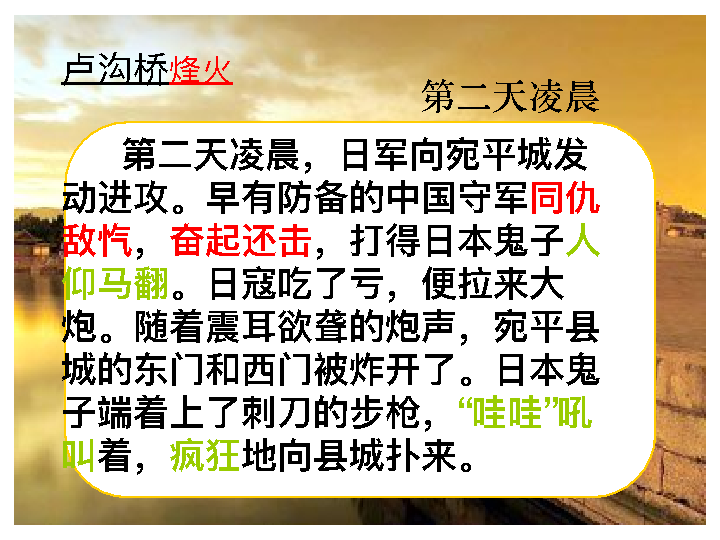 卢沟桥烽火
第二天凌晨
第二天凌晨，日军向宛平城发
动进攻。早有防备的中国守军同仇
敌忾，奋起还击，打得日本鬼子人
仰马翻。日寇吃了亏，便拉来大
炮。随着震耳欲聋的炮声，宛平县
城的东门和西门被炸开了。日本鬼
子端着上了刺刀的步枪，“哇哇”吼
叫着，疯狂地向县城扑来。